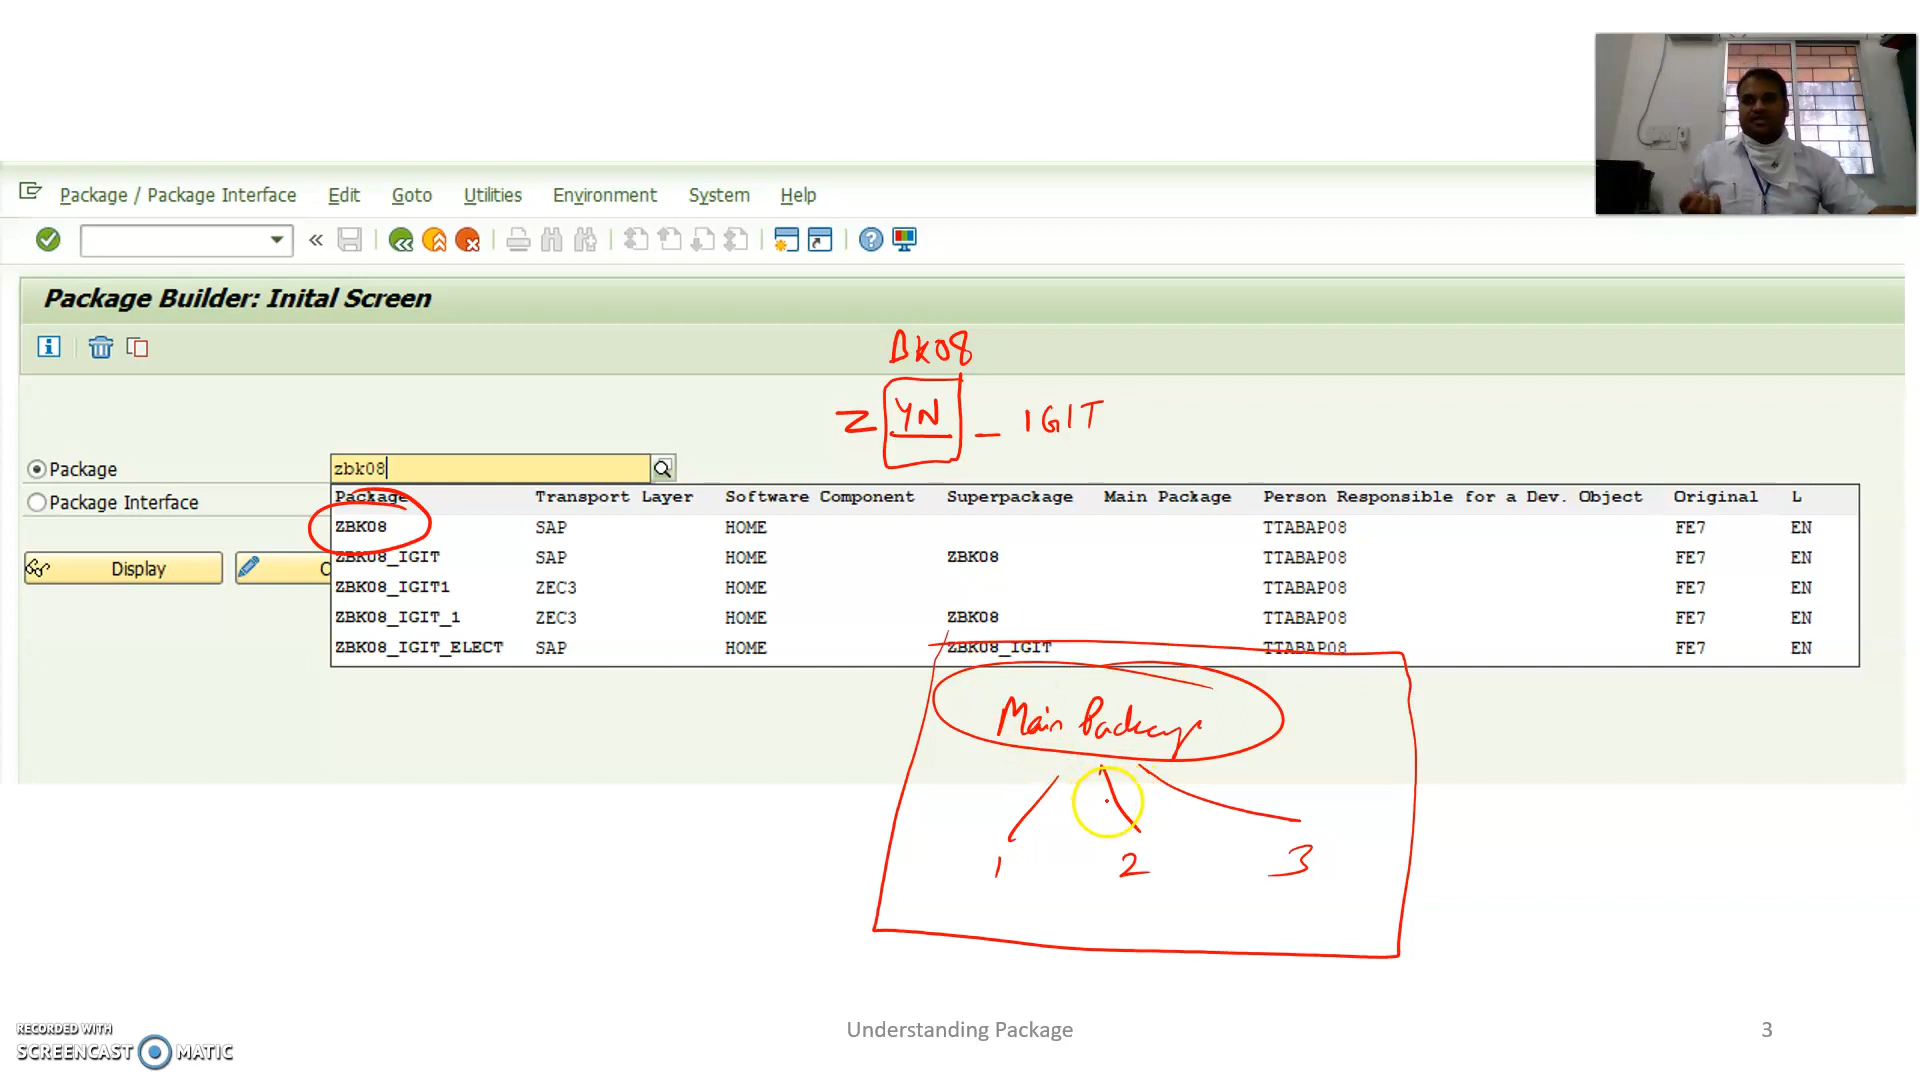 Package / Package Interface Edit Goto Utilities Environment System Help
Package Builder: Inital Screen
BK08
Z YN _ IGIT
Package zbk08
Package Interface
Package Transport Layer Software Component Superpackage Main Package Person Responsible for a Dev. Object Original L
ZBK08 SAP HOME TTABAP08 FE7 EN
ZBK08_IGIT SAP HOME ZBK08 TTABAP08 FE7 EN
ZBK08_IGIT1 ZEC3 HOME TTABAP08 FE7 EN
ZBK08_IGIT_1 ZEC3 HOME ZBK08 TTABAP08 FE7 EN
ZBK08_IGIT_ELECT SAP HOME ZBK08_IGIT TTABAP08 FE7 EN
Display C
Main Package
1 2 3
Understanding Package 3
RECORDED WITH
SCREENCAST MATIC